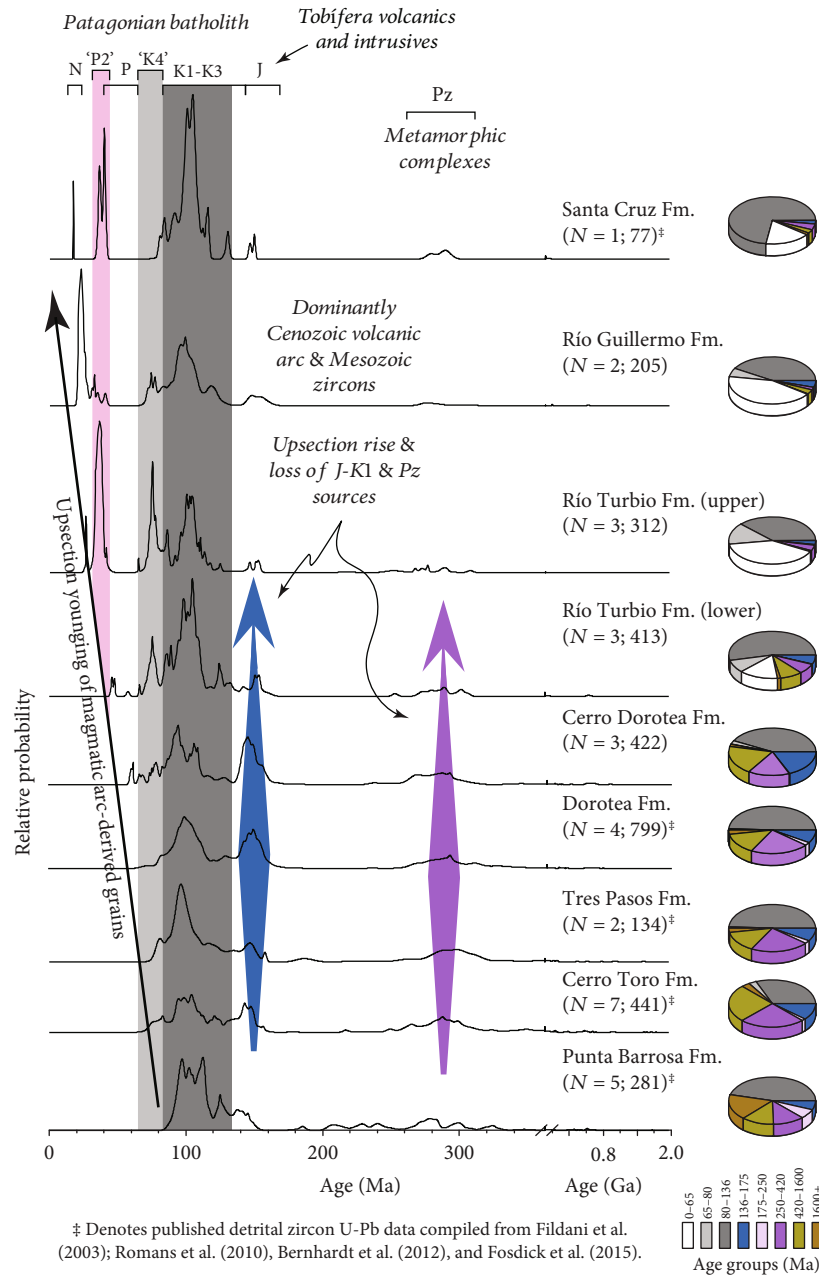 Patagonian batholith
Tobífera volcanics
and intrusives
N
'P2'
P
'K4'
K1-K3
J
Pz
Metamorphic
complexes
Santa Cruz Fm.
(N = 1; 77)‡
Dominantly
Cenozoic volcanic
arc & Mesozoic
zircons
Río Guillermo Fm.
(N = 2; 205)
Upsection rise &
loss of J-K1 & Pz
sources
Río Turbio Fm. (upper)
(N = 3; 312)
Río Turbio Fm. (lower)
(N = 3; 413)
Cerro Dorotea Fm.
(N = 3; 422)
Dorotea Fm.
(N = 4; 799)‡
Tres Pasos Fm.
(N = 2; 134)‡
Cerro Toro Fm.
(N = 7; 441)‡
Punta Barrosa Fm.
(N = 5; 281)‡
Relative probability
Upsection younging of magmatic arc-derived grains
0 100 200 300 0.8 2.0
Age (Ma) Age (Ga)
‡ Denotes published detrital zircon U-Pb data compiled from Fildani et al.
(2003); Romans et al. (2010), Bernhardt et al. (2012), and Fosdick et al. (2015).
0–65
65–80
80–136
136–175
175–250
250–420
420–1600
1600+
Age groups (Ma)